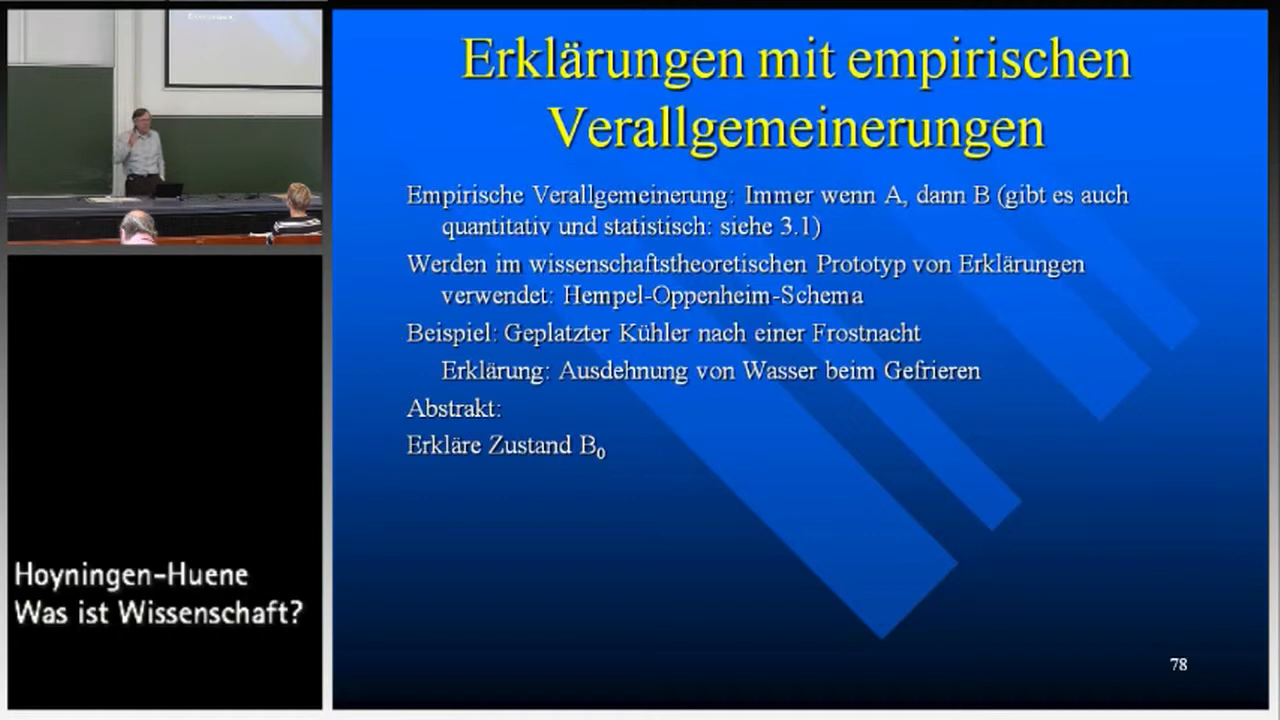 Erklärungen mit empirischen
Verallgemeinerungen
Empirische Verallgemeinerung: Immer wenn A, dann B (gibt es auch
quantitativ und statistisch: siehe 3.1)
Werden im wissenschaftstheoretischen Prototyp von Erklärungen
verwendet: Hempel-Oppenheim-Schema
Beispiel: Geplatzter Kühler nach einer Frostnacht
Erklärung: Ausdehnung von Wasser beim Gefrieren
Abstrakt:
Erkläre Zustand B₀
78
Hoyningen-Huene
Was ist Wissenschaft?